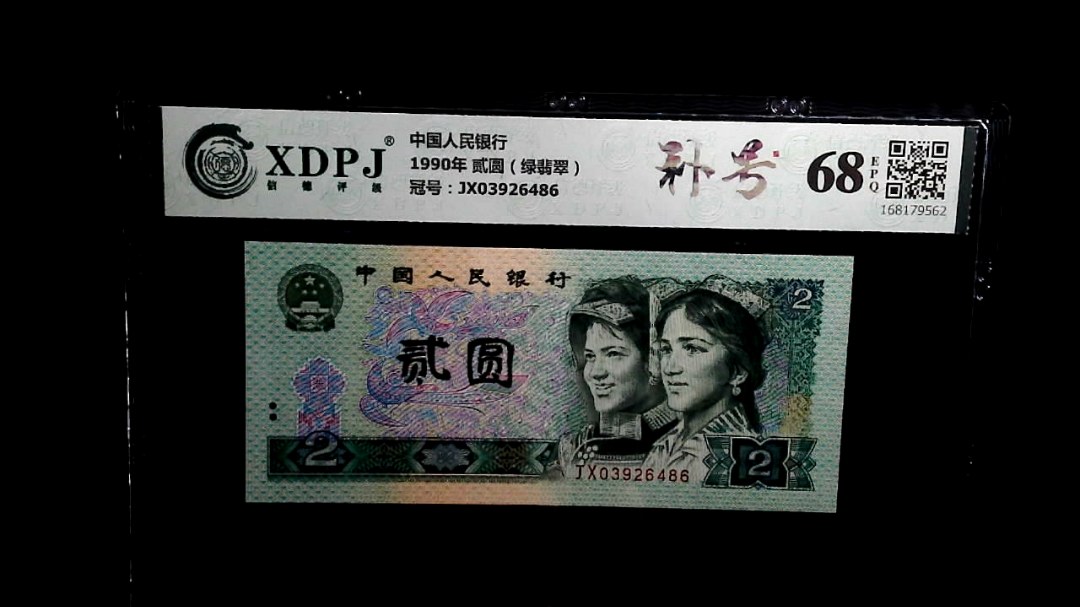 XDPJ®
信德评级
中国人民银行
1990年 贰圆（绿翡翠）
冠号：JX03926486
补号
68
EPQ
168179562
中国人民银行
2
贰圆
2
JX03926486
2